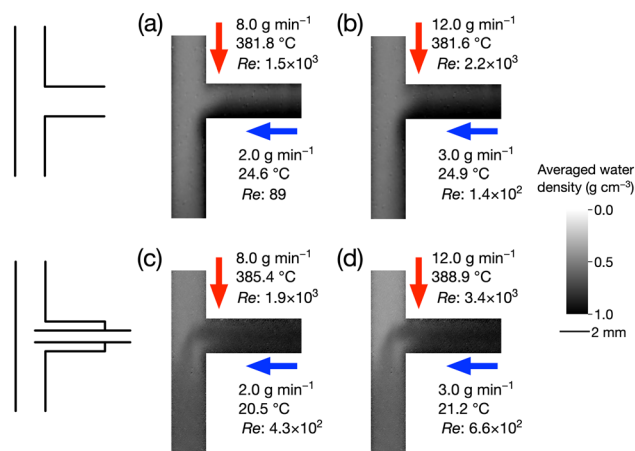 (a)
8.0 g min⁻¹
381.8 °C
Re: 1.5×10³
2.0 g min⁻¹
24.6 °C
Re: 89
(b)
12.0 g min⁻¹
381.6 °C
Re: 2.2×10³
3.0 g min⁻¹
24.9 °C
Re: 1.4×10²
Averaged water
density (g cm⁻³)
0.0
0.5
1.0
2 mm
(c)
8.0 g min⁻¹
385.4 °C
Re: 1.9×10³
2.0 g min⁻¹
20.5 °C
Re: 4.3×10²
(d)
12.0 g min⁻¹
388.9 °C
Re: 3.4×10³
3.0 g min⁻¹
21.2 °C
Re: 6.6×10²